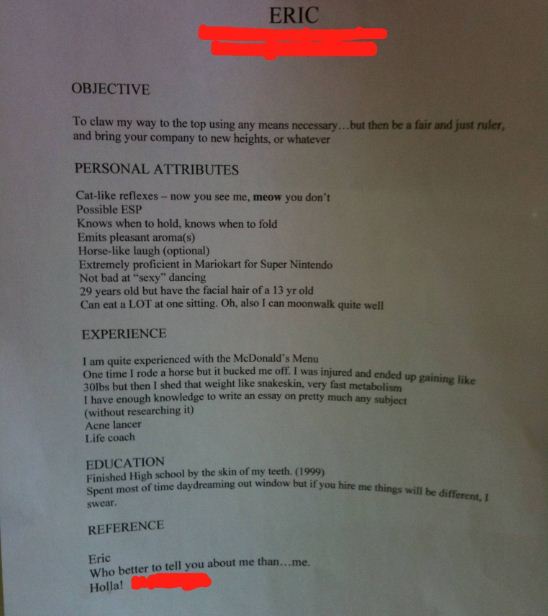 ERIC
OBJECTIVE
To claw my way to the top using any means necessary…but then be a fair and just ruler,
and bring your company to new heights, or whatever
PERSONAL ATTRIBUTES
Cat-like reflexes – now you see me, meow you don't
Possible ESP
Knows when to hold, knows when to fold
Emits pleasant aroma(s)
Horse-like laugh (optional)
Extremely proficient in Mariokart for Super Nintendo
Not bad at "sexy" dancing
29 years old but have the facial hair of a 13 yr old
Can eat a LOT at one sitting. Oh, also I can moonwalk quite well
EXPERIENCE
I am quite experienced with the McDonald's Menu
One time I rode a horse but it bucked me off. I was injured and ended up gaining like
30lbs but then I shed that weight like snakeskin, very fast metabolism
I have enough knowledge to write an essay on pretty much any subject
(without researching it)
Acne lancer
Life coach
EDUCATION
Finished High school by the skin of my teeth. (1999)
Spent most of time daydreaming out window but if you hire me things will be different, I
swear.
REFERENCE
Eric
Who better to tell you about me than…me.
Holla!